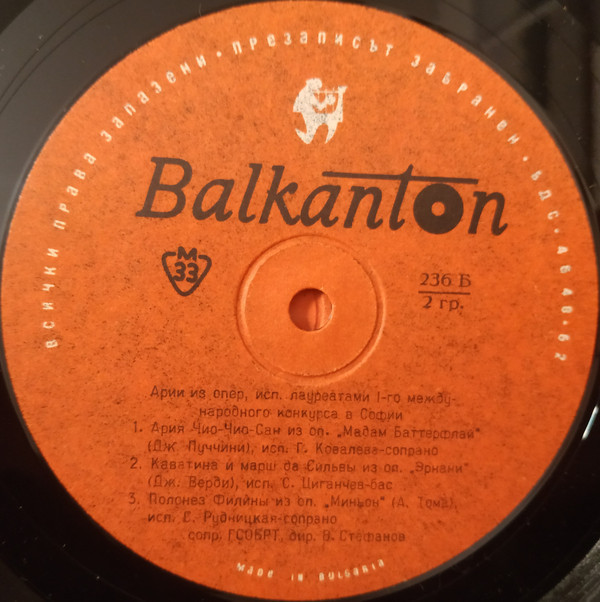 ВСИЧКИ ПРАВА ЗАПАЗЕНИ • ПРЕЗАПИСЪТ ЗАБРАНЕН • БДС • 4648-62
Balkanton
М
33
236 Б
2 гр.
Арии из опер, исп. лауреатами 1-го между-
народного конкурса в Софии
1. Ария Чио-Чио-Сан из оп. „Мадам Баттерфлай"
(Дж. Пуччини), исп. Г. Ковалева-сопрано
2. Каватина и марш да Сильвы из оп. „Эрнани"
(Дж. Верди), исп. С. Циганчев-бас
3. Полонез Филины из оп. „Миньон" (А. Тома),
исп. С. Рудницкая-сопрано
сопр. ГСОБРТ, дир. В. Стефанов
MADE IN BULGARIA